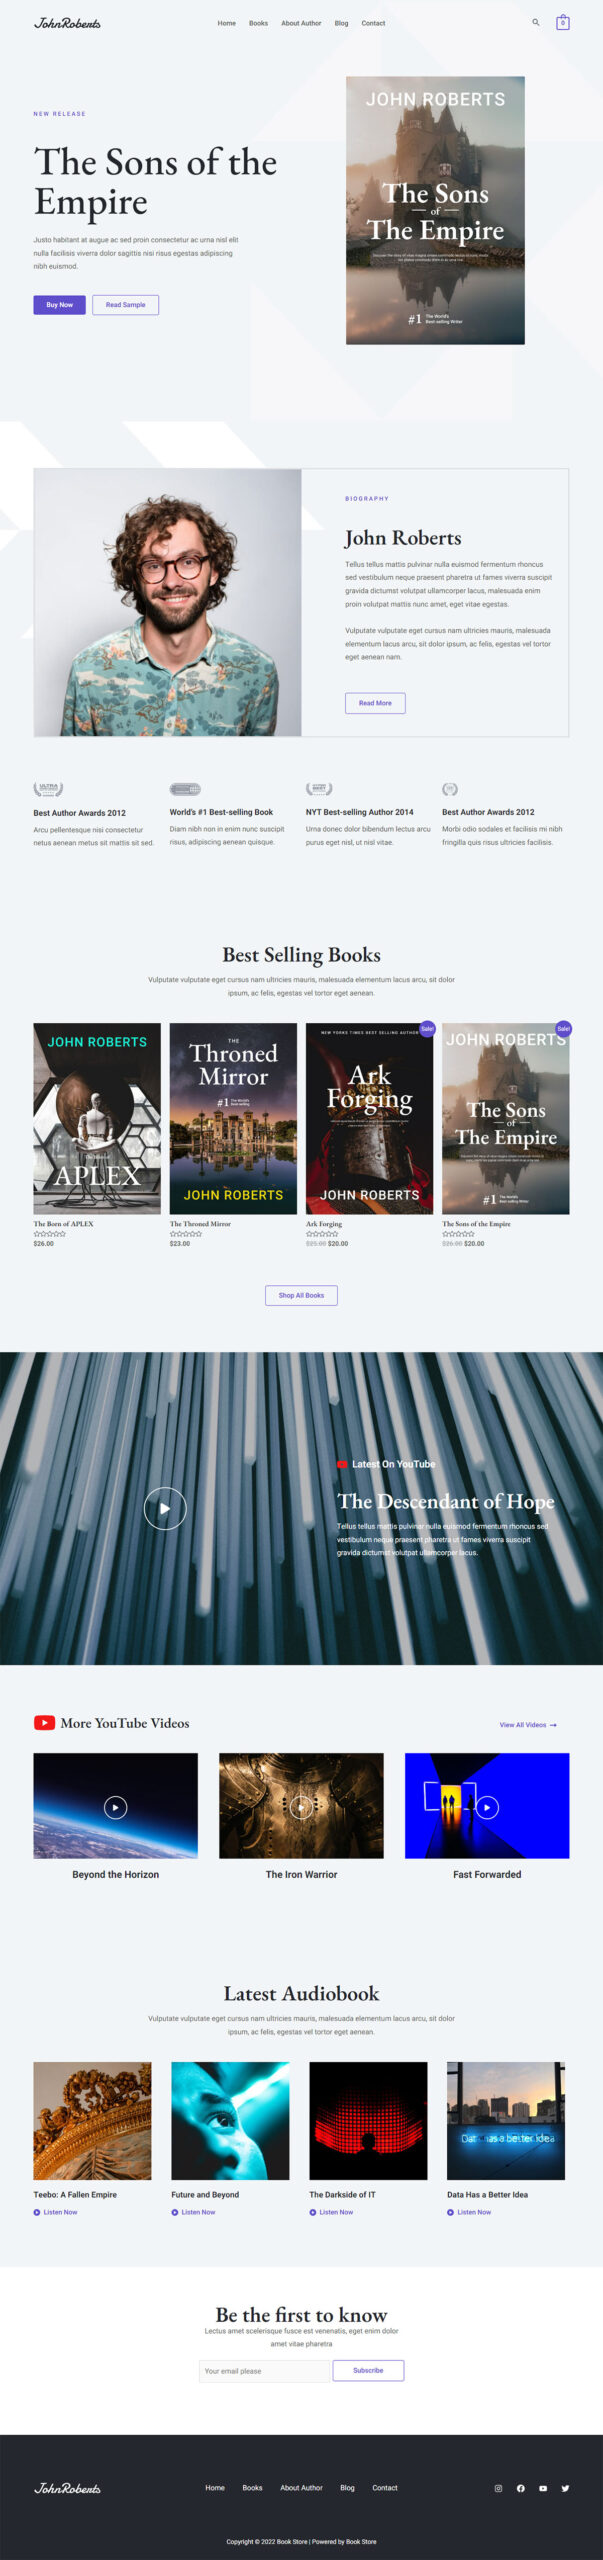 JohnRoberts
Home Books About Author Blog Contact
0
NEW RELEASE
The Sons of the
Empire
Justo habitant at augue ac sed proin consectetur ac urna nisl elit
nulla facilisis viverra dolor sagittis nisi risus egestas adipiscing
nibh euismod.
Buy Now
Read Sample
JOHN ROBERTS
The Sons
of
The Empire
#1 The World's
Best-selling Writer
BIOGRAPHY
John Roberts
Tellus tellus mattis pulvinar nulla euismod fermentum rhoncus
sed vestibulum neque praesent pharetra ut fames viverra suscipit
gravida dictumst volutpat ullamcorper lacus, malesuada enim
proin volutpat mattis nunc amet, eget vitae egestas.
Vulputate vulputate eget cursus nam ultricies mauris, malesuada
elementum lacus arcu, sit dolor ipsum, ac felis, egestas vel tortor
eget aenean nam.
Read More
Best Author Awards 2012
Arcu pellentesque nisi consectetur
netus aenean metus sit mattis sit sed.
World's #1 Best-selling Book
Diam nibh non in enim nunc suscipit
risus, adipiscing aenean quisque.
NYT Best-selling Author 2014
Urna donec dolor bibendum lectus arcu
purus eget nisl, ut nisl vitae.
Best Author Awards 2012
Morbi odio sodales et facilisis mi nibh
fringilla quis risus ultricies facilisis.
Best Selling Books
Vulputate vulputate eget cursus nam ultricies mauris, malesuada elementum lacus arcu, sit dolor
ipsum, ac felis, egestas vel tortor eget aenean.
JOHN ROBERTS
APLEX
The Born of APLEX
$26.00
THE
Throned
Mirror
#1 The World's
Best-selling
JOHN ROBERTS
The Throned Mirror
$23.00
Sale!
NEW YORK TIMES BEST SELLING AUTHOR
Ark
Forging
JOHN ROBERTS
Ark Forging
$25.00 $20.00
Sale!
JOHN ROBERTS
The Sons
of
The Empire
#1 The World's
Best-selling Writer
The Sons of the Empire
$26.00 $20.00
Shop All Books
Latest On YouTube
The Descendant of Hope
Tellus tellus mattis pulvinar nulla euismod fermentum rhoncus sed
vestibulum neque praesent pharetra ut fames viverra suscipit
gravida dictumst volutpat ullamcorper lacus.
More YouTube Videos
View All Videos →
Beyond the Horizon
The Iron Warrior
Fast Forwarded
Latest Audiobook
Vulputate vulputate eget cursus nam ultricies mauris, malesuada elementum lacus arcu, sit dolor
ipsum, ac felis, egestas vel tortor eget aenean.
Data has a better idea
Teebo: A Fallen Empire
Listen Now
Future and Beyond
Listen Now
The Darkside of IT
Listen Now
Data Has a Better Idea
Listen Now
Be the first to know
Lectus amet scelerisque fusce est venenatis, eget enim dolor
amet vitae pharetra
Your email please
Subscribe
JohnRoberts
Home Books About Author Blog Contact
Copyright © 2022 Book Store | Powered by Book Store